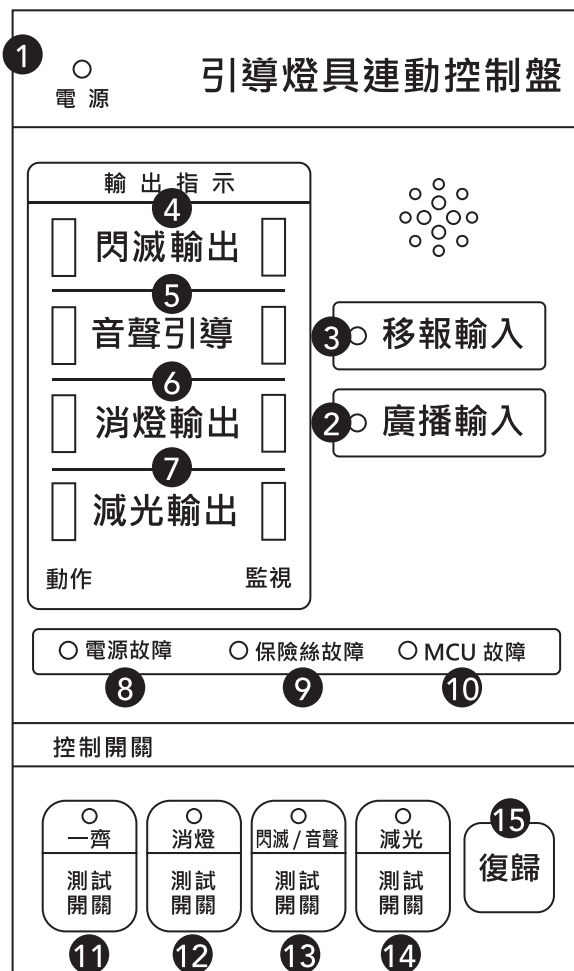 1
電源
引導燈具連動控制盤
輸出指示
4
閃滅輸出
5
音聲引導
3
移報輸入
6
消燈輸出
2
廣播輸入
7
減光輸出
動作
監視
電源故障
保險絲故障
MCU 故障
8
9
10
控制開關
一齊
測試
開關
消燈
測試
開關
閃滅/音聲
測試
開關
減光
測試
開關
15
復歸
11
12
13
14